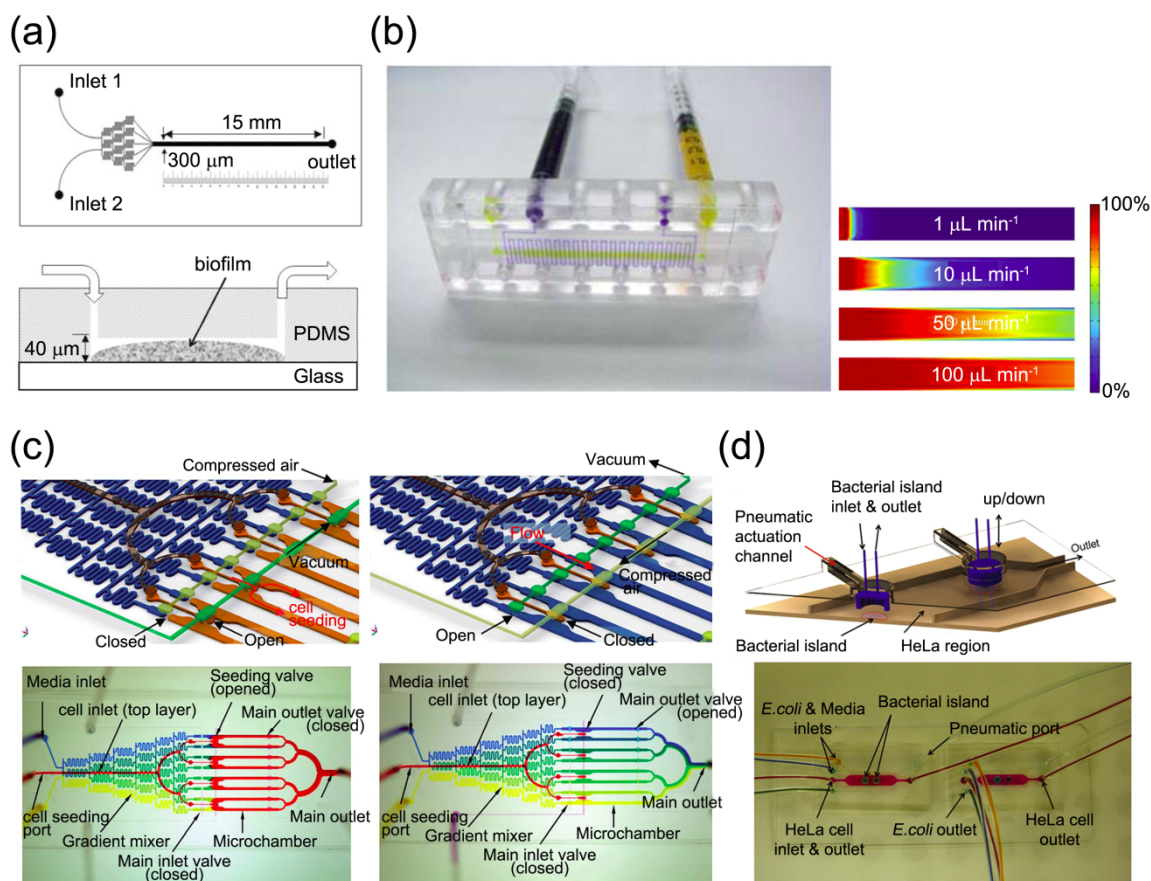 (a)
Inlet 1
15 mm
300 μm
outlet
Inlet 2
biofilm
PDMS
40 μm
Glass
(b)
1 μL min⁻¹
10 μL min⁻¹
50 μL min⁻¹
100 μL min⁻¹
100%
0%
(c)
Compressed air
Vacuum
cell
seeding
Closed
Open
Vacuum
Flow
Compressed
air
Open
Closed
Media inlet
cell inlet (top layer)
Seeding valve
(opened)
Main outlet valve
(closed)
cell seeding
port
Gradient mixer
Main inlet valve
(closed)
Microchamber
Main outlet
Media inlet
cell inlet (top layer)
Seeding valve
(closed)
Main outlet valve
(opened)
cell seeding
port
Gradient mixer
Main inlet valve
(closed)
Microchamber
Main outlet
(d)
Bacterial island
inlet & outlet
up/down
Pneumatic
actuation
channel
Outlet
Bacterial island
HeLa region
E.coli & Media
inlets
Bacterial island
Pneumatic port
HeLa cell
inlet & outlet
E.coli outlet
HeLa cell
outlet